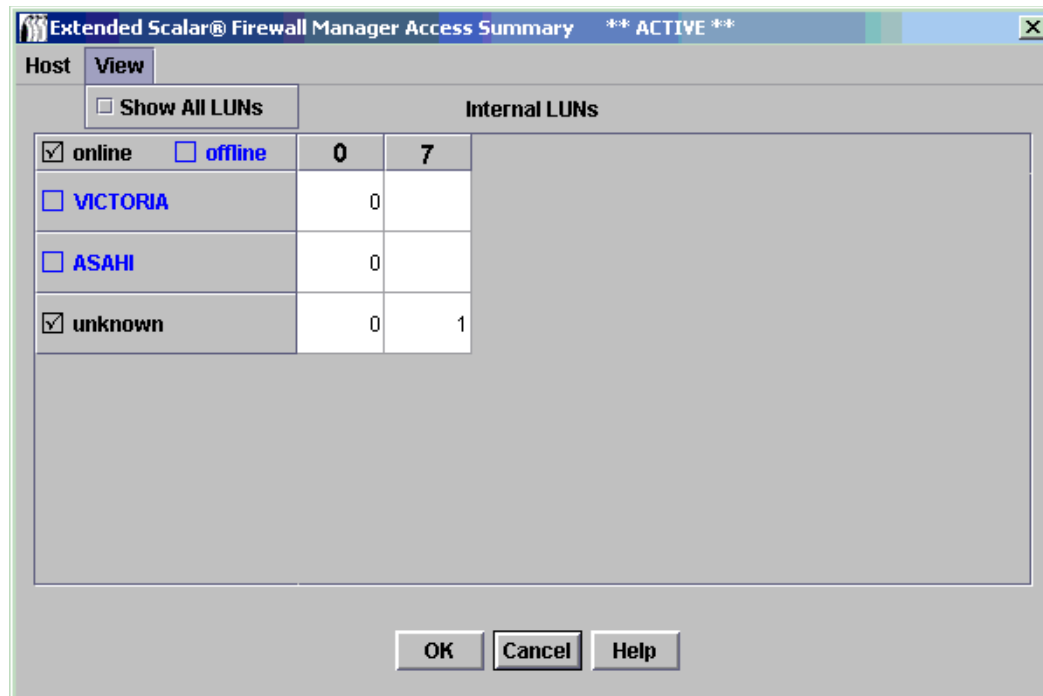 Extended Scalar® Firewall Manager Access Summary ** ACTIVE **
Host View
Show All LUNs
Internal LUNs
online offline 0 7
VICTORIA 0
ASAHI 0
unknown 0 1
OK Cancel Help